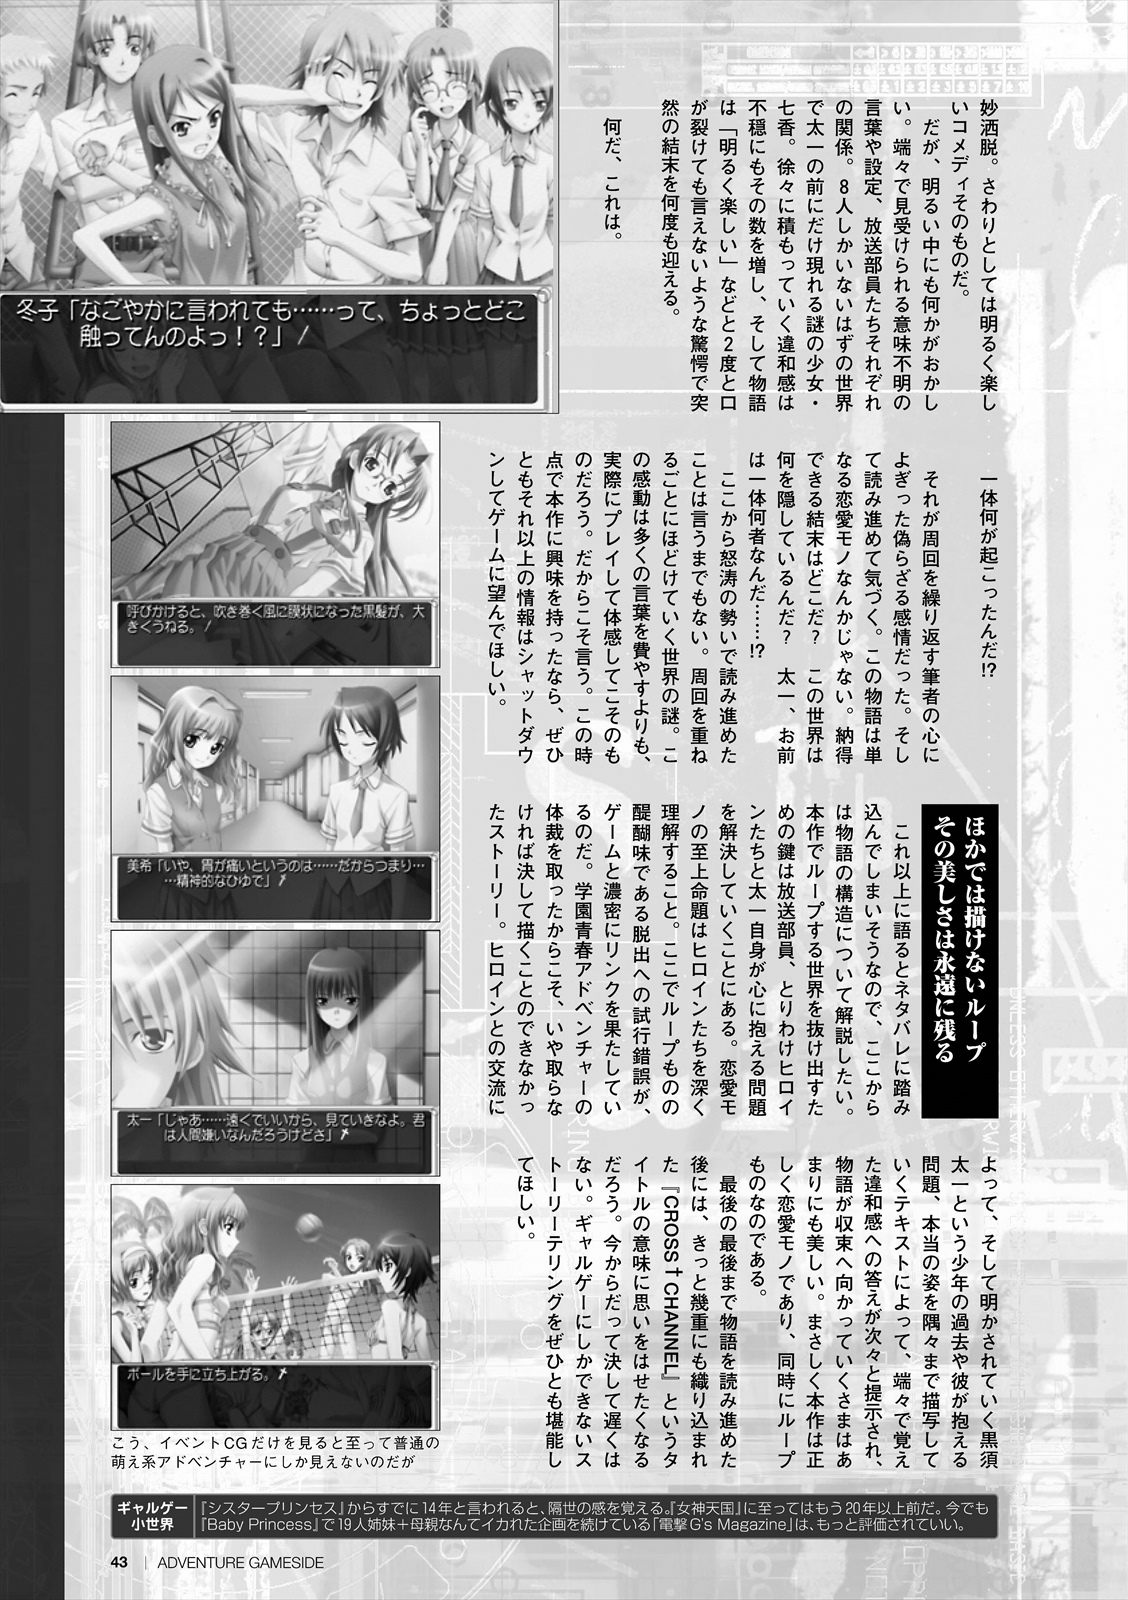 妙洒脱。さわりとしては明るく楽し
いコメディそのものだ。
だが、明るい中にも何かがおかし
い。端々で見受けられる意味不明の
言葉や設定、放送部員たちそれぞれ
の関係。8人しかいないはずの世界
で太一の前にだけ現れる謎の少女・
七香。徐々に積もっていく違和感は
不穏にもその数を増し、そして物語
は「明るく楽しい」などと2度と口
が裂けても言えないような驚愕で突
然の結末を何度も迎える。
何だ、これは。
一体何が起こったんだ!?
それが周回を繰り返す筆者の心に
よぎった偽らざる感情だった。そし
て読み進めて気づく。この物語は単
なる恋愛モノなんかじゃない。納得
できる結末はどこだ? この世界は
何を隠しているんだ? 太一、お前
は一体何者なんだ……!?
ここから怒涛の勢いで読み進めた
ことは言うまでもない。周回を重ね
るごとにほどけていく世界の謎。こ
の感動は多くの言葉を費やすよりも、
実際にプレイして体感してこそのも
のだろう。だからこそ言う。この時
点で本作に興味を持ったなら、ぜひ
ともそれ以上の情報はシャットダウ
ンしてゲームに望んでほしい。
ほかでは描けないループ
その美しさは永遠に残る
これ以上に語るとネタバレに踏み
込んでしまいそうなので、ここから
は物語の構造について解説したい。
本作でループする世界を抜け出すた
めの鍵は放送部員、とりわけヒロイ
ンたちと太一自身が心に抱える問題
を解決していくことにある。恋愛モ
ノの至上命題はヒロインたちを深く
理解すること。ここでループものの
醍醐味である脱出への試行錯誤が、
ゲームと濃密にリンクを果たしてい
るのだ。学園青春アドベンチャーの
体裁を取ったからこそ、いや取らな
ければ決して描くことのできなかっ
たストーリー。ヒロインとの交流に
よって、そして明かされていく黒須
太一という少年の過去や彼が抱える
問題、本当の姿を隅々まで描写して
いくテキストによって、端々で覚え
た違和感への答えが次々と提示され、
物語が収束へ向かっていくさまはあ
まりにも美しい。まさしく本作は正
しく恋愛モノであり、同時にループ
ものなのである。
最後の最後まで物語を読み進めた
後には、きっと幾重にも織り込まれ
た『CROSS†CHANNEL』というタ
イトルの意味に思いをはせたくなる
だろう。今からだって決して遅くは
ない。ギャルゲーにしかできないス
トーリーテリングをぜひとも堪能し
てほしい。
冬子「なごやかに言われても……って、ちょっとどこ
触ってんのよっ!?」
呼びかけると、吹き巻く風に膜状になった黒髪が、大
きくうねる。
美希「いや、胃が痛いというのは……だからつまり…
…精神的なひゆで」
太一「じゃあ……遠くでいいから、見ていきなよ。君
は人間嫌いなんだろうけどさ」
ボールを手に立ち上がる。
こう、イベントCGだけを見ると至って普通の
萌え系アドベンチャーにしか見えないのだが
ギャルゲー
小世界
『シスタープリンセス』からすでに14年と言われると、隔世の感を覚える。『女神天国』に至ってはもう20年以上前だ。今でも
『Baby Princess』で19人姉妹+母親なんてイカれた企画を続けている「電撃G's Magazine」は、もっと評価されていい。
43 | ADVENTURE GAMESIDE